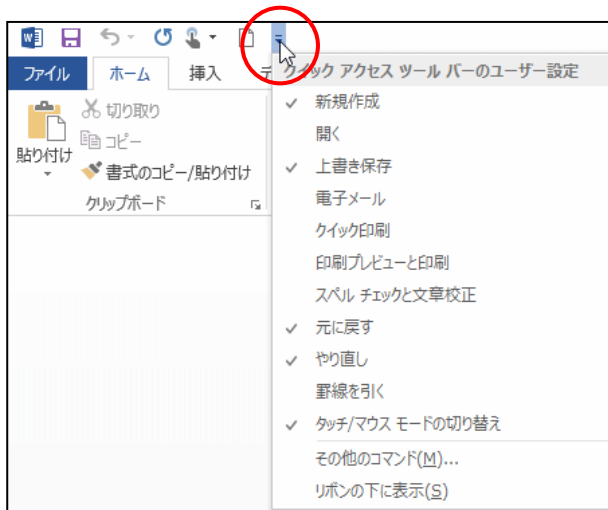 ファイル ホーム 挿入
クイック アクセス ツール バーのユーザー設定
切り取り
コピー
書式のコピー/貼り付け
貼り付け
クリップボード
新規作成
開く
上書き保存
電子メール
クイック印刷
印刷プレビューと印刷
スペル チェックと文章校正
元に戻す
やり直し
罫線を引く
タッチ/マウス モードの切り替え
その他のコマンド(M)...
リボンの下に表示(S)